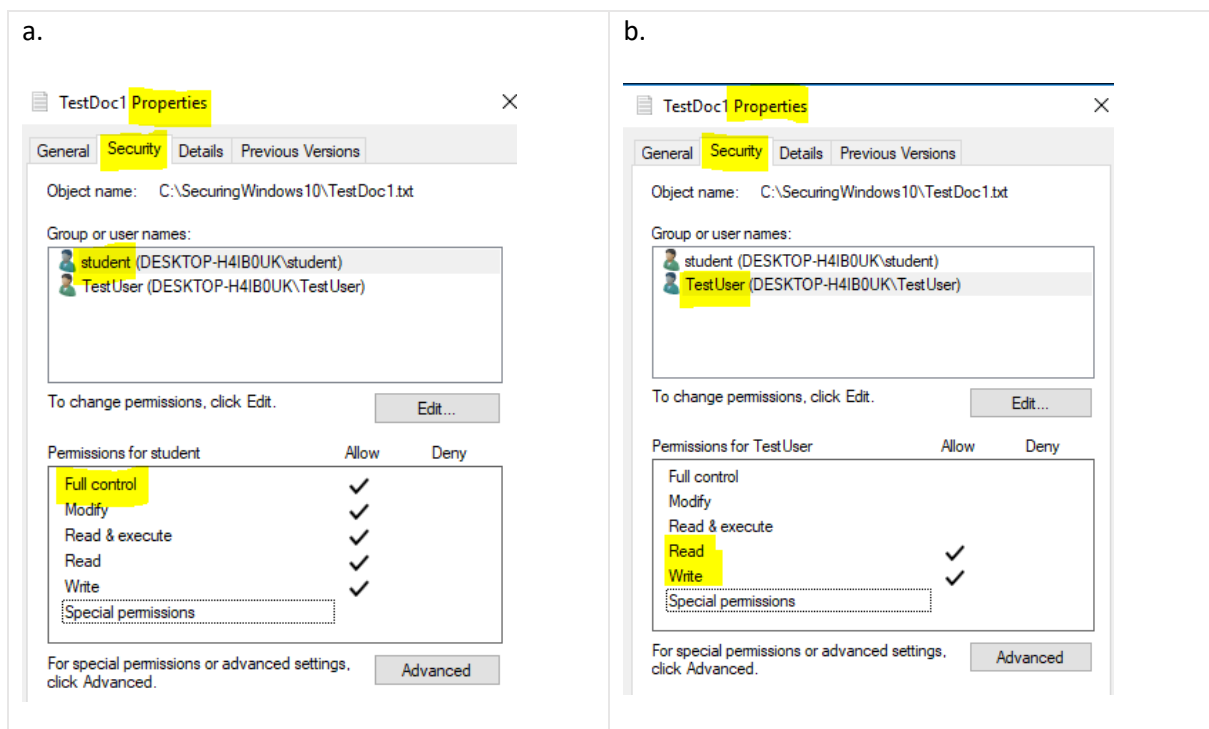 a.
TestDoc1 Properties
General Security Details Previous Versions
Object name: C:\SecuringWindows10\TestDoc1.txt
Group or user names:
student (DESKTOP-H4IB0UK\student)
TestUser (DESKTOP-H4IB0UK\TestUser)
To change permissions, click Edit.
Edit...
Permissions for student Allow Deny
Full control
Modify
Read & execute
Read
Write
Special permissions
For special permissions or advanced settings,
click Advanced.
Advanced
b.
TestDoc1 Properties
General Security Details Previous Versions
Object name: C:\SecuringWindows10\TestDoc1.txt
Group or user names:
student (DESKTOP-H4IB0UK\student)
TestUser (DESKTOP-H4IB0UK\TestUser)
To change permissions, click Edit.
Edit...
Permissions for TestUser Allow Deny
Full control
Modify
Read & execute
Read
Write
Special permissions
For special permissions or advanced settings,
click Advanced.
Advanced